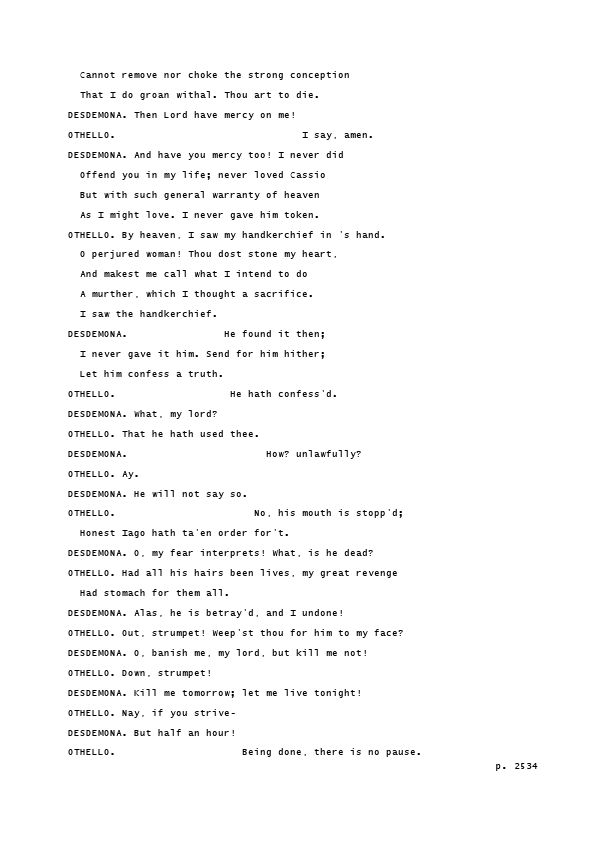 Cannot remove nor choke the strong conception
That I do groan withal. Thou art to die.
DESDEMONA. Then Lord have mercy on me!
OTHELLO. I say, amen.
DESDEMONA. And have you mercy too! I never did
Offend you in my life; never loved Cassio
But with such general warranty of heaven
As I might love. I never gave him token.
OTHELLO. By heaven, I saw my handkerchief in 's hand.
O perjured woman! Thou dost stone my heart,
And makest me call what I intend to do
A murther, which I thought a sacrifice.
I saw the handkerchief.
DESDEMONA. He found it then;
I never gave it him. Send for him hither;
Let him confess a truth.
OTHELLO. He hath confess'd.
DESDEMONA. What, my lord?
OTHELLO. That he hath used thee.
DESDEMONA. How? unlawfully?
OTHELLO. Ay.
DESDEMONA. He will not say so.
OTHELLO. No, his mouth is stopp'd;
Honest Iago hath ta'en order for't.
DESDEMONA. O, my fear interprets! What, is he dead?
OTHELLO. Had all his hairs been lives, my great revenge
Had stomach for them all.
DESDEMONA. Alas, he is betray'd, and I undone!
OTHELLO. Out, strumpet! Weep'st thou for him to my face?
DESDEMONA. O, banish me, my lord, but kill me not!
OTHELLO. Down, strumpet!
DESDEMONA. Kill me tomorrow; let me live tonight!
OTHELLO. Nay, if you strive-
DESDEMONA. But half an hour!
OTHELLO. Being done, there is no pause.
p. 2534